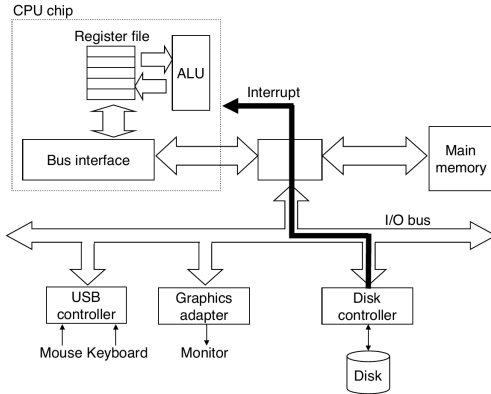 CPU chip
Register file
ALU
Interrupt
Bus interface
Main
memory
I/O bus
USB
controller
Graphics
adapter
Disk
controller
Mouse Keyboard
Monitor
Disk